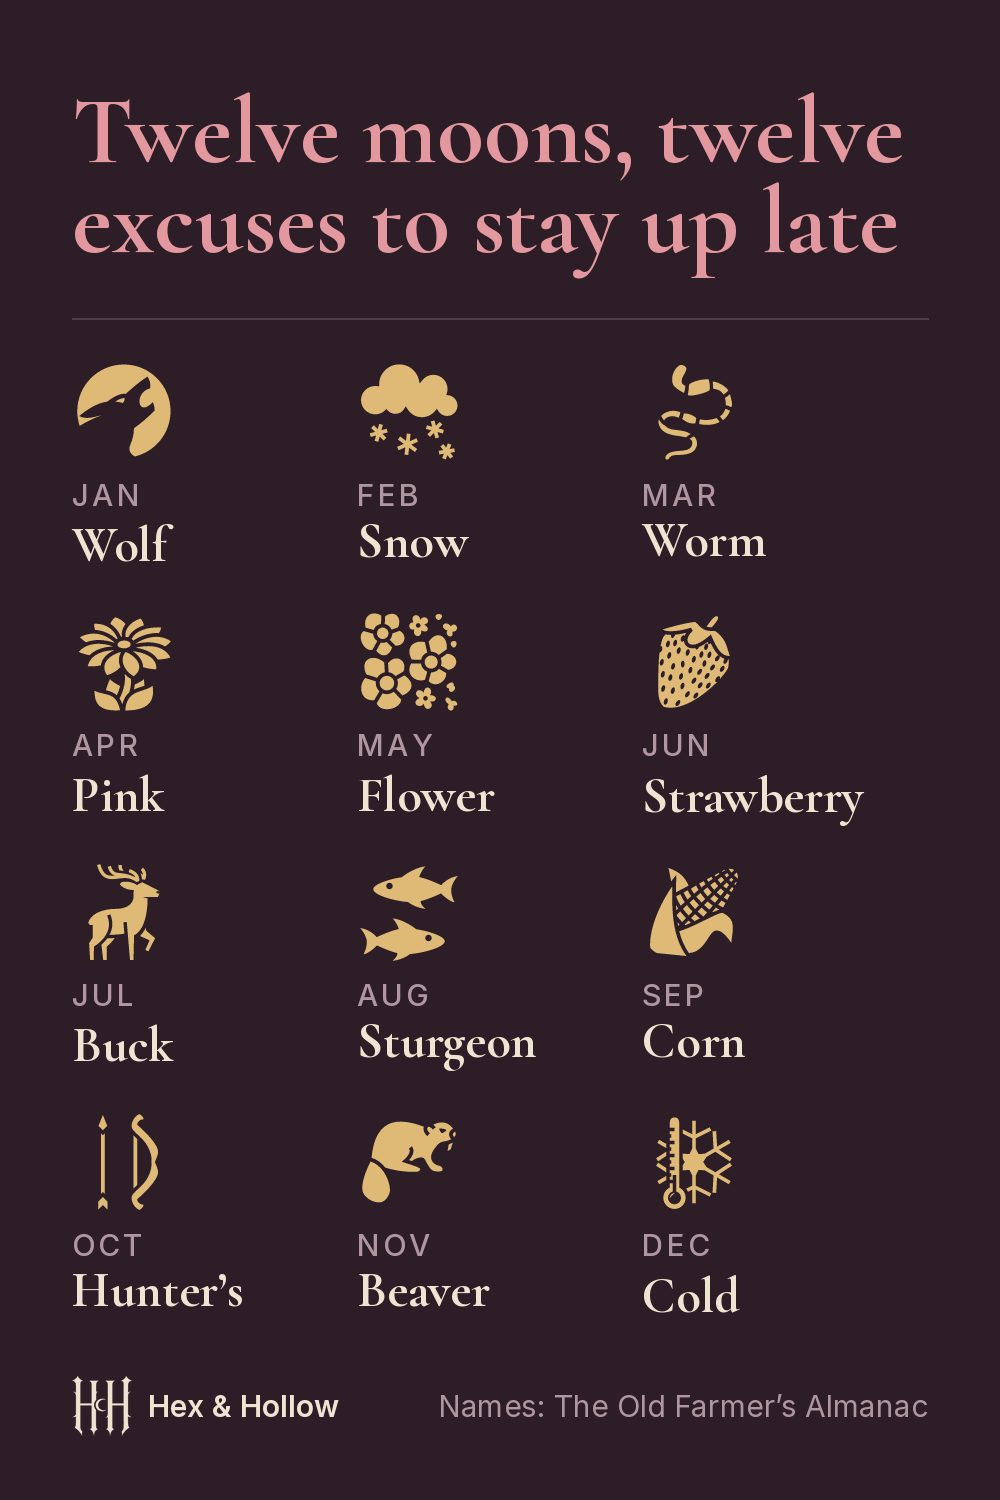 Twelve moons, twelve
excuses to stay up late
JAN
Wolf
FEB
Snow
MAR
Worm
APR
Pink
MAY
Flower
JUN
Strawberry
JUL
Buck
AUG
Sturgeon
SEP
Corn
OCT
Hunter’s
NOV
Beaver
DEC
Cold
HH
Hex & Hollow
Names: The Old Farmer’s Almanac